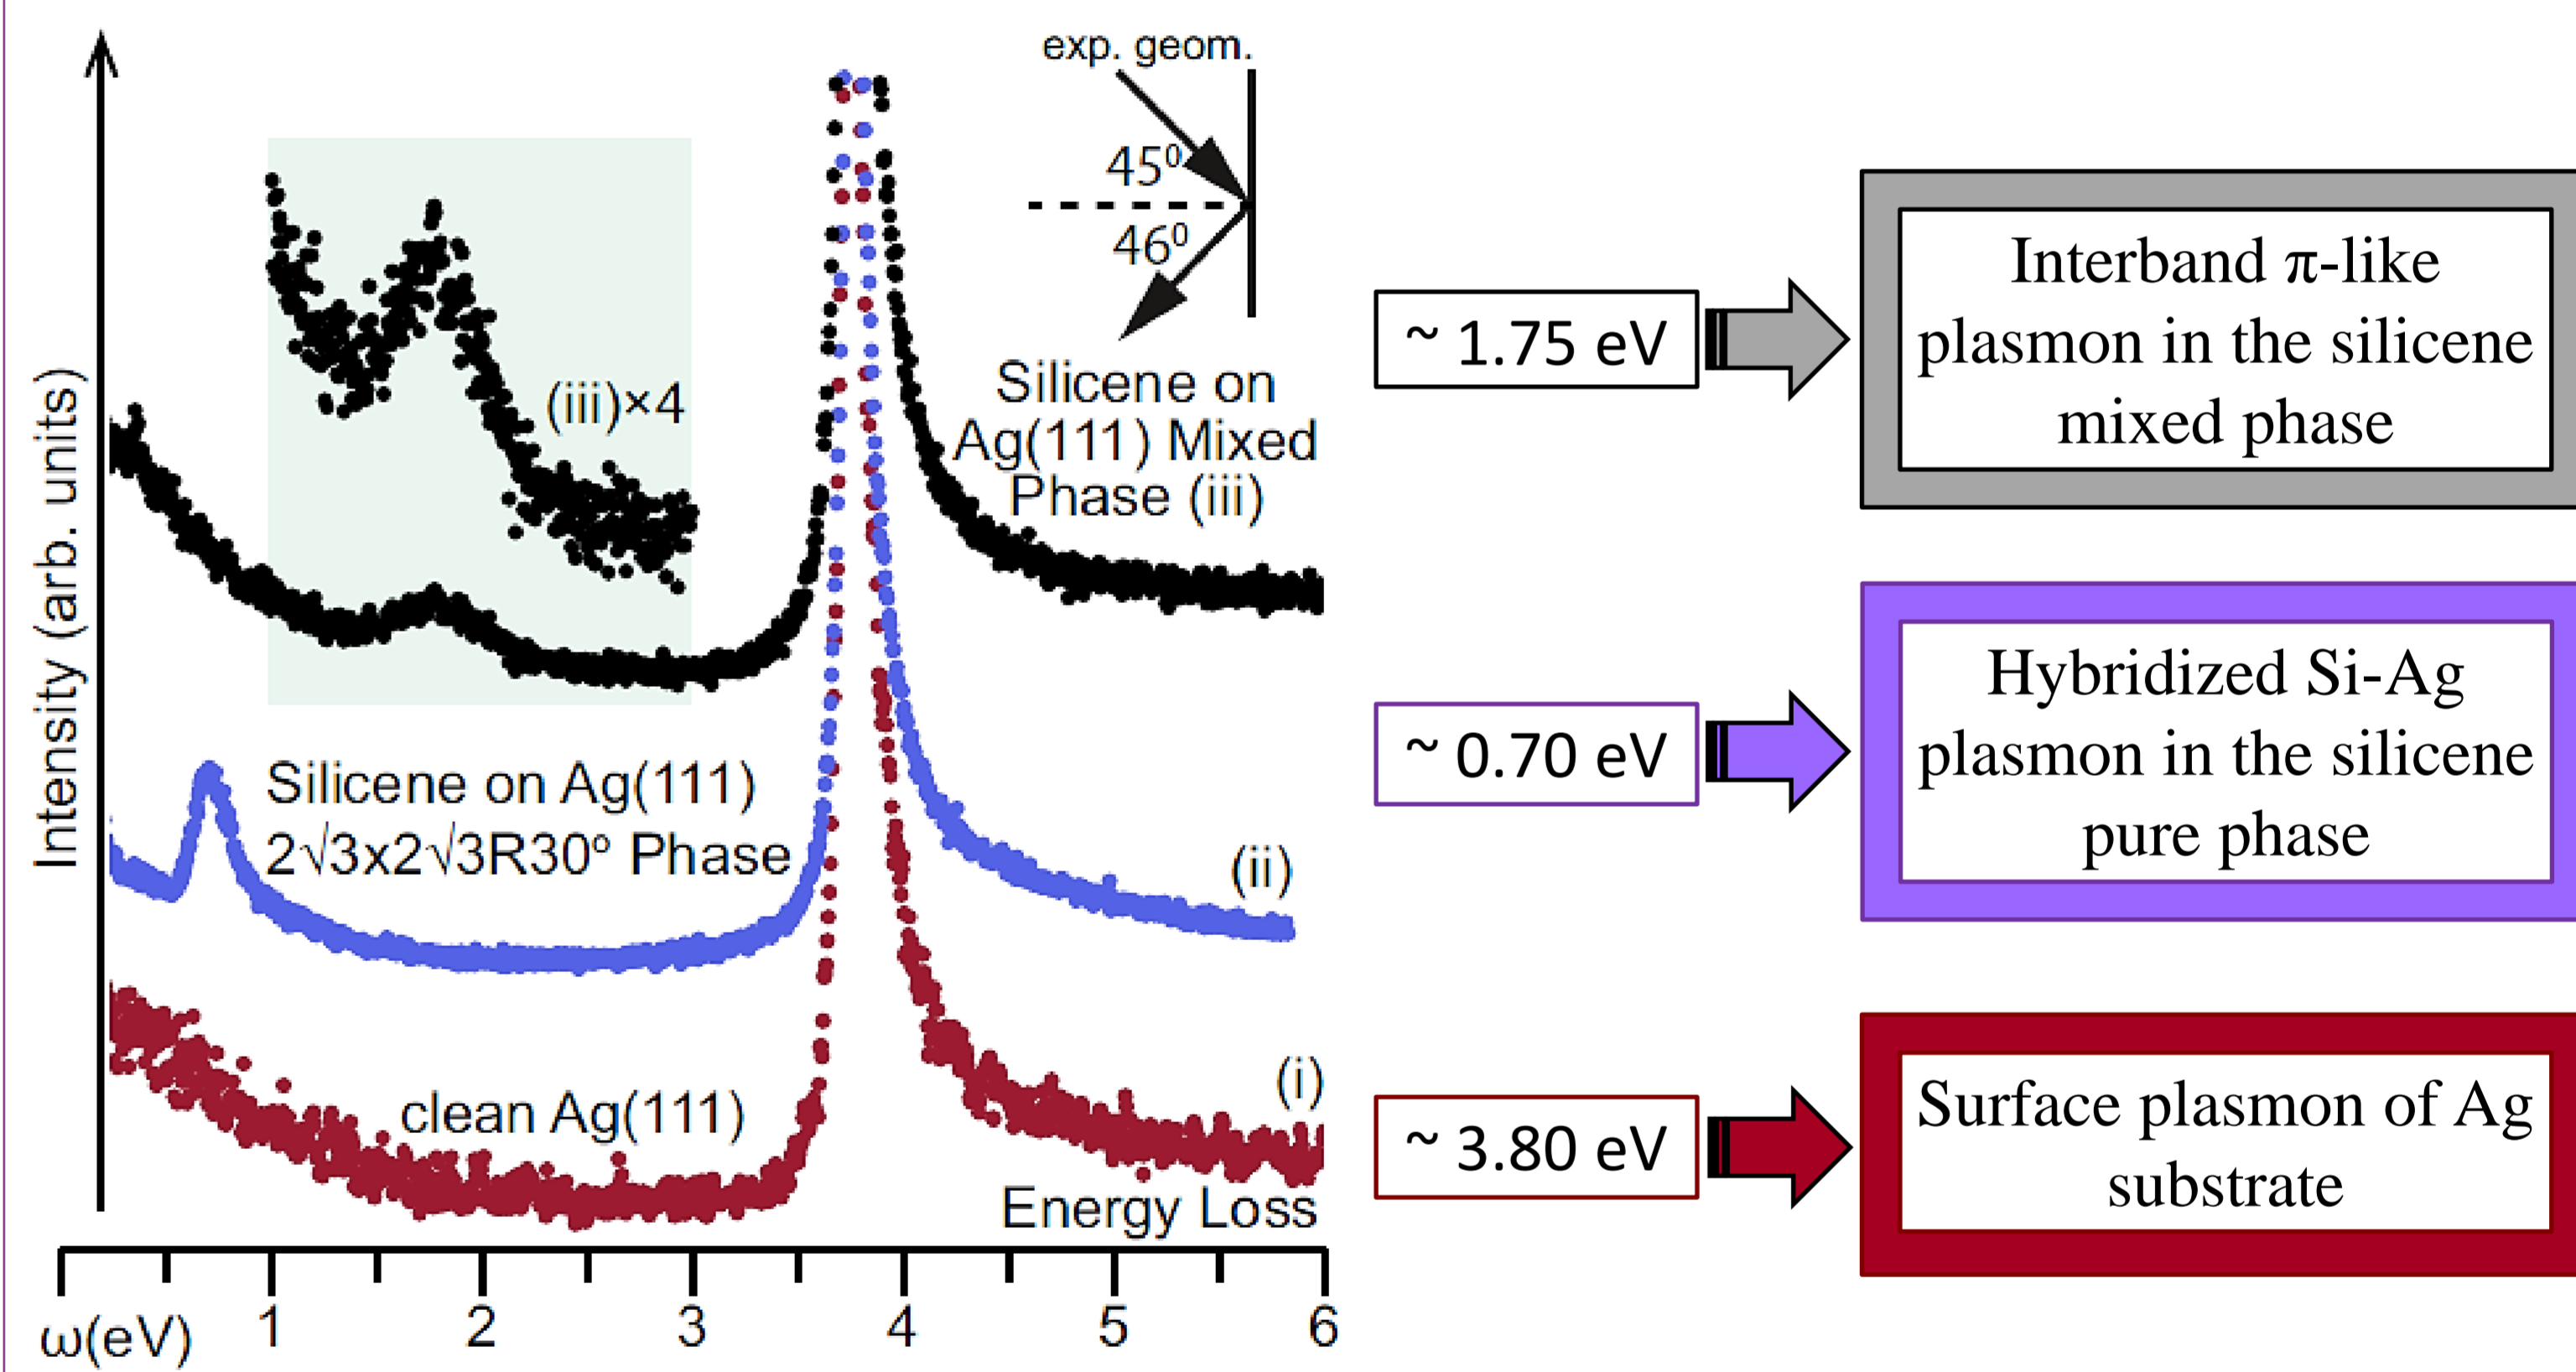 exp. geom.
45⁰
46⁰
(iii)×4
Silicene on
Ag(111) Mixed
Phase (iii)
Intensity (arb. units)
Silicene on Ag(111)
2√3x2√3R30º Phase
(ii)
clean Ag(111)
(i)
Energy Loss
ω(eV) 1 2 3 4 5 6
~ 1.75 eV
Interband π-like
plasmon in the silicene
mixed phase
~ 0.70 eV
Hybridized Si-Ag
plasmon in the silicene
pure phase
~ 3.80 eV
Surface plasmon of Ag
substrate